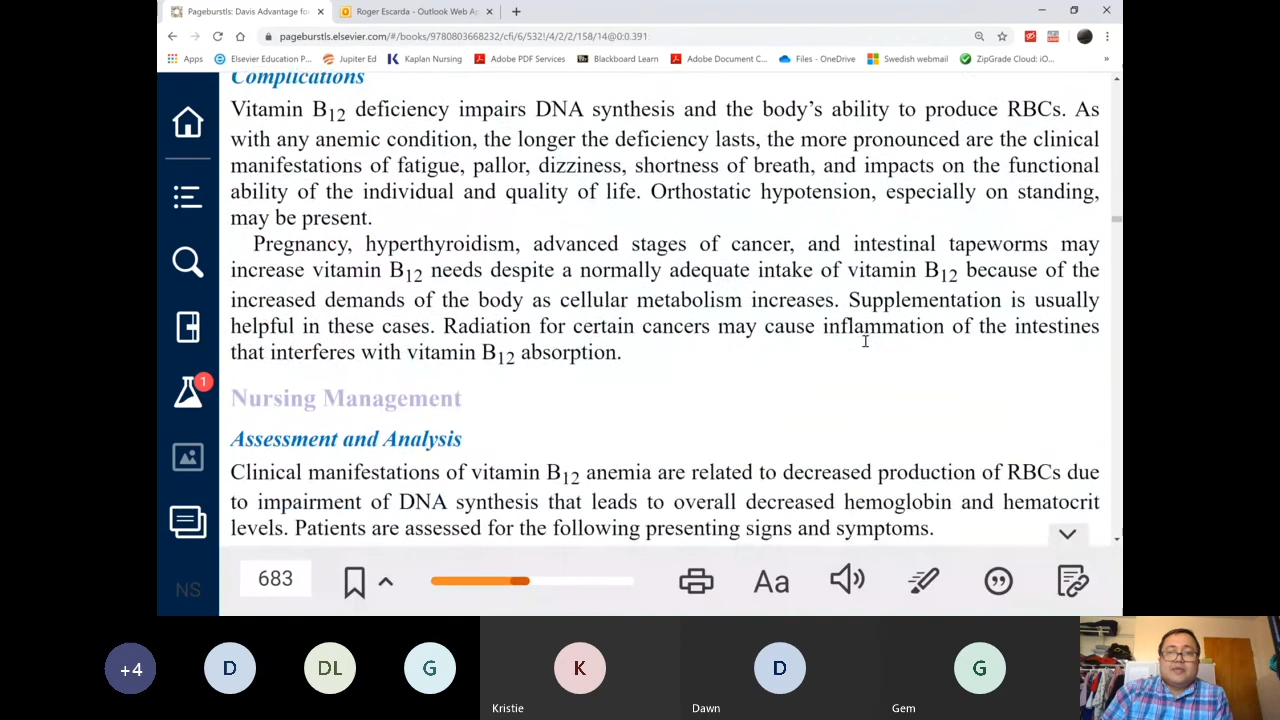 Pageburstls: Davis Advantage for
Roger Escarda - Outlook Web Ap
pageburstls.elsevier.com/#/books/9780803668232/cfi/6/532!/4/2/2/158/14@0:0.391
Apps
Elsevier Education P...
Jupiter Ed
Kaplan Nursing
Adobe PDF Services
Blackboard Learn
Adobe Document C...
Files - OneDrive
Swedish webmail
ZipGrade Cloud: iO...
Complications
Vitamin B12 deficiency impairs DNA synthesis and the body's ability to produce RBCs. As
with any anemic condition, the longer the deficiency lasts, the more pronounced are the clinical
manifestations of fatigue, pallor, dizziness, shortness of breath, and impacts on the functional
ability of the individual and quality of life. Orthostatic hypotension, especially on standing,
may be present.
Pregnancy, hyperthyroidism, advanced stages of cancer, and intestinal tapeworms may
increase vitamin B12 needs despite a normally adequate intake of vitamin B12 because of the
increased demands of the body as cellular metabolism increases. Supplementation is usually
helpful in these cases. Radiation for certain cancers may cause inflammation of the intestines
that interferes with vitamin B12 absorption.
Nursing Management
Assessment and Analysis
Clinical manifestations of vitamin B12 anemia are related to decreased production of RBCs due
to impairment of DNA synthesis that leads to overall decreased hemoglobin and hematocrit
levels. Patients are assessed for the following presenting signs and symptoms.
1
NS
683
Aa
+4
D
DL
G
K
D
G
Kristie
Dawn
Gem